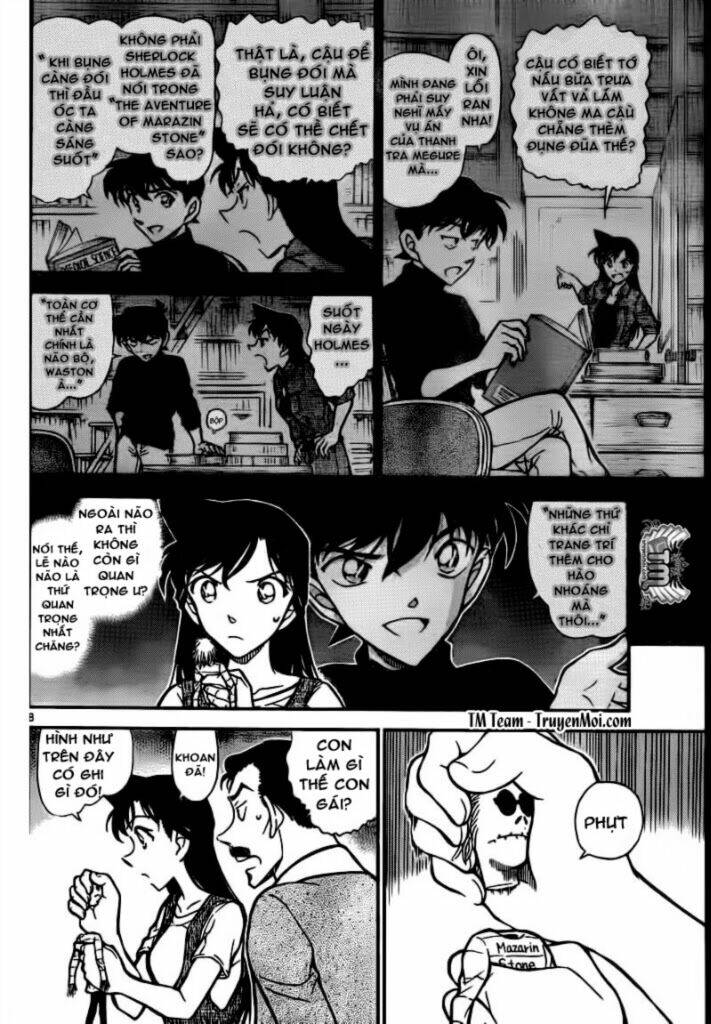 CẬU CÓ BIẾT TỚ
NẤU BỮA TRƯA
VẤT VẢ LẮM
KHÔNG MÀ CẬU
CHẲNG THÈM
ĐỤNG ĐŨA THẾ?
ÔI,
XIN
LỖI
RAN
NHA!
MÌNH ĐANG
PHẢI SUY
NGHĨ MẤY
VỤ ÁN
CỦA THANH
TRA MEGURE
MÀ...
THẬT LÀ, CẬU ĐỂ
BỤNG ĐÓI MÀ
SUY LUẬN
HẢ, CÓ BIẾT
SẼ CÓ THỂ CHẾT
ĐÓI KHÔNG?
KHÔNG PHẢI
SHERLOCK
HOLMES ĐÃ
NÓI TRONG
"THE AVENTURE
OF MARAZIN
STONE"
SAO?
"KHI BỤNG
CÀNG ĐÓI
THÌ ĐẦU
ÓC TA
CÀNG
SÁNG
SUỐT"
SUỐT
NGÀY
HOLMES
...
"TOÀN CƠ
THỂ CẦN
NHẤT
CHÍNH LÀ
NÃO BỘ,
WASTON
À..."
BỘP
"NHỮNG THỨ
KHÁC CHỈ
TRANG TRÍ
THÊM CHO
HÀO
NHOÁNG
MÀ
THÔI..."
NGOÀI NÃO
RA THÌ
KHÔNG
CÒN GÌ
QUAN
TRỌNG Ư?
NÓI THẾ,
LẼ NÀO
NÃO LÀ
THỨ
QUAN
TRỌNG
NHẤT
CHĂNG?
8
TM Team - TruyenMoi.com
PHỰT
Mazarin
Stone
CON
LÀM GÌ
THẾ CON
GÁI?
KHOAN
ĐÃ!
HÌNH NHƯ
TRÊN ĐÂY
CÓ GHI
GÌ ĐÓ!